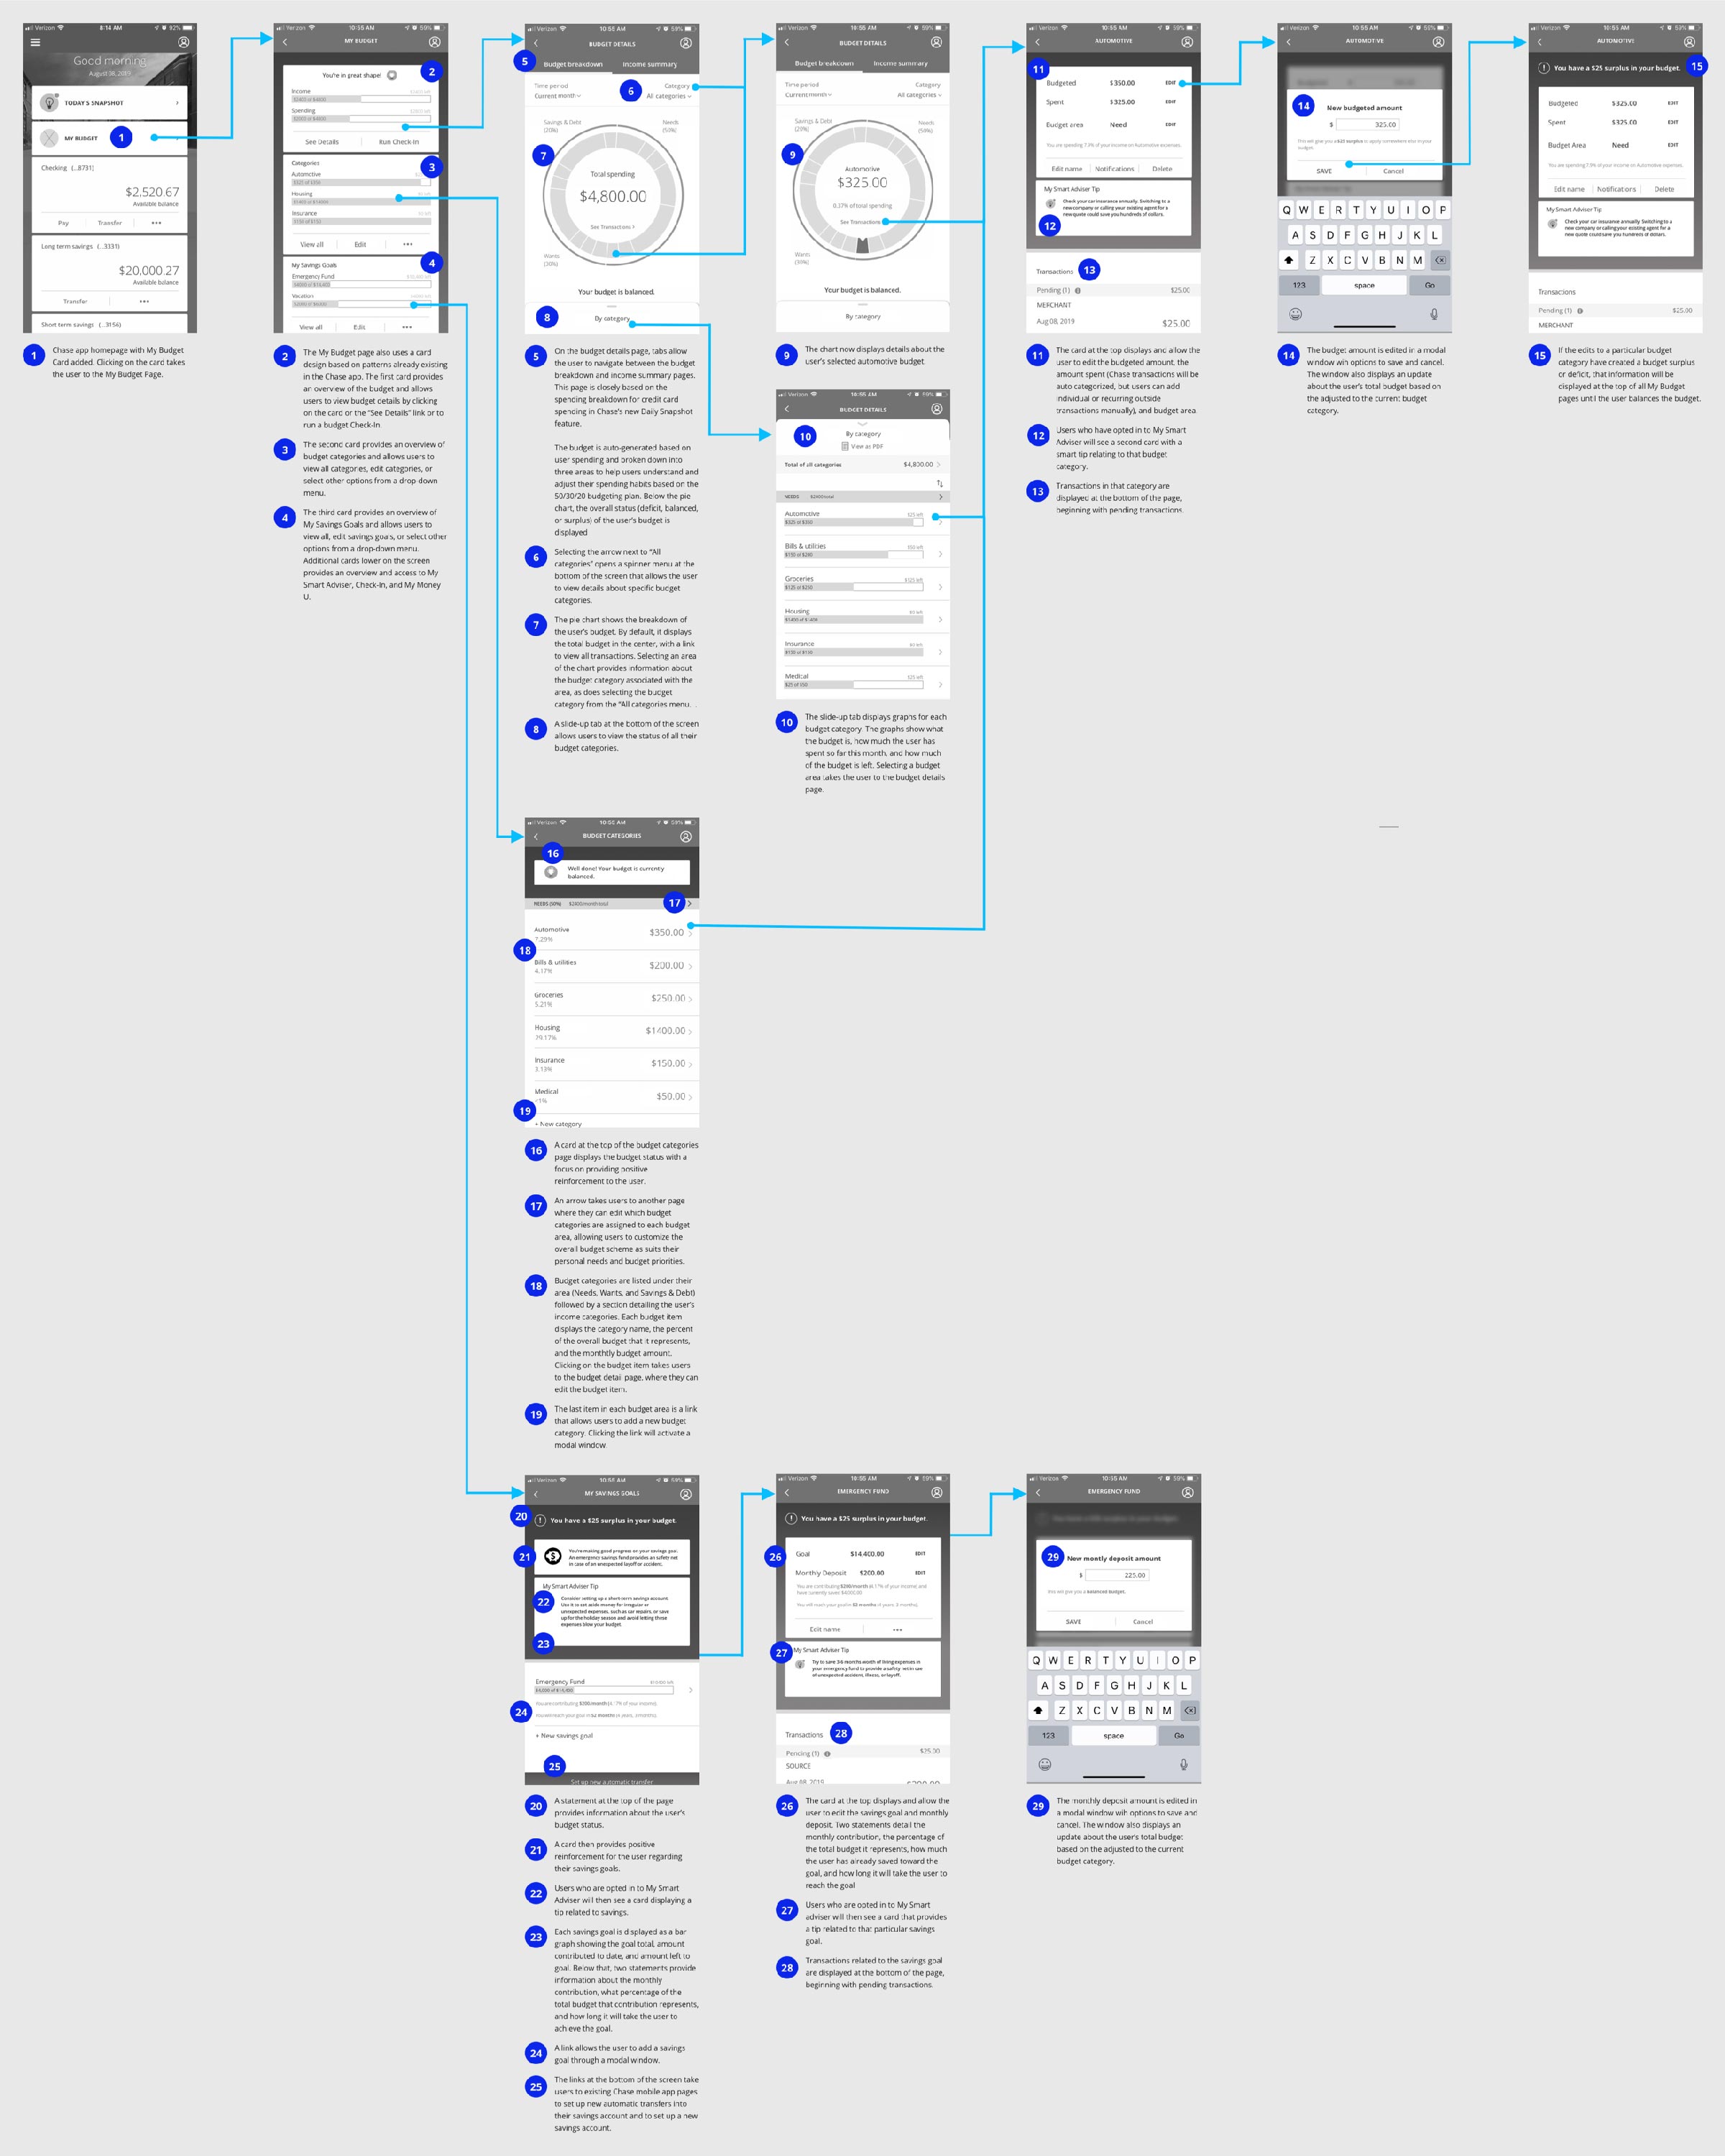 Verizon 8:14 AM 92%
Good morning
August 08, 2019
TODAY'S SNAPSHOT
MY BUDGET 1
Checking (...8731)
$2,520.67
Available balance
Pay Transfer •••
Long term savings (...3331)
$20,000.27
Available balance
Transfer •••
Short term savings (...3156)
1 Chase app homepage with My Budget
Card added. Clicking on the card takes
the user to the My Budget Page.
Verizon 10:55 AM 59%
MY BUDGET
You're in great shape! 2
Income
Spending
See Details Run Check-In
Categories 3
Automotive
$325 of $350
Housing
Insurance
$150 of $150
View all Edit •••
My Savings Goals 4
Emergency Fund
Vacation
View all Edit •••
2 The My Budget page also uses a card
design based on patterns already existing
in the Chase app. The first card provides
an overview of the budget and allows
users to view budget details by clicking
on the card or the "See Details" link or to
run a budget Check-In.
3 The second card provides an overview of
budget categories and allows users to
view all categories, edit categories, or
select other options from a drop down
menu.
4 The third card provides an overview of
My Savings Goals and allows users to
view all, edit savings goals, or select other
options from a drop-down menu.
Additional cards lower on the screen
provides an overview and access to My
Smart Adviser, Check-In, and My Money
U.
Verizon 10:55 AM 59%
BUDGET DETAILS
5
Budget breakdown Income summary
Time period Category
Current month 6 All categories
Savings & Debt Needs
(20%) (50%)
7
Total spending
$4,800.00
See Transactions >
Wants
(30%)
Your budget is balanced.
8 By category
5 On the budget details page, tabs allow
the user to navigate between the budget
breakdown and income summary pages.
This page is closely based on the
spending breakdown for credit card
spending in Chase's new Daily Snapshot
feature.
The budget is auto-generated based on
user spending and broken down into
three areas to help users understand and
adjust their spending habits based on the
50/30/20 budgeting plan. Below the pie
chart, the overall status (deficit, balanced,
or surplus) of the user's budget is
displayed
6 Selecting the arrow next to "All
categories" opens a spinner menu at the
bottom of the screen that allows the user
to view details about specific budget
categories.
7 The pie chart shows the breakdown of
the user's budget. By default, it displays
the total budget in the center, with a link
to view all transactions. Selecting an area
of the chart provides information about
the budget category associated with the
area, as does selecting the budget
category from the "All categories menu.
8 A slide-up tab at the bottom of the screen
allows users to view the status of all their
budget categories.
Verizon 10:55 AM 59%
BUDGET DETAILS
Budget breakdown Income summary
Time period Category
Current month All categories
Savings & Debt Needs
(20%) (50%)
9
Automotive
$325.00
0.37% of total spending
See Transactions
Wants
Your budget is balanced.
By category
9 The chart now displays details about the
user's selected automotive budget.
Verizon 10:55 AM 59%
BUDGET DETAILS
10 By category
View as PDF
Total of all categories $4,800.00 >
NEEDS $2400 total
Automotive $25 left
$325 of $350
Bills & utilities $50 left
$150 of $200
Groceries $125 left
$125 of $250
Housing $0 left
$1400 of $1400
Insurance $0 left
$150 of $150
Medical $25 left
$25 of $50
10 The slide-up tab displays graphs for each
budget category. The graphs show what
the budget is, how much the user has
spent so far this month, and how much
of the budget is left. Selecting a budget
area takes the user to the budget details
page.
Verizon 10:55 AM 59%
AUTOMOTIVE
11
Budgeted $350.00 EDIT
Spent $325.00 EDIT
Budget area Need EDIT
You are spending 7.3% of your income on Automotive expenses.
Edit name Notifications Delete
My Smart Adviser Tip
Check your car insurance annually. Switching to a
new company or calling your existing agent for a
new quote could save you hundreds of dollars.
12
Transactions 13
Pending (1) $25.00
MERCHANT
Aug 08, 2019 $25.00
11 The card at the top displays and allow the
user to edit the budgeted amount, the
amount spent (Chase transactions will be
auto categorized, but users can add
individual or recurring outside
transactions manually), and budget area
12 Users who have opted in to My Smart
Adviser will see a second card with a
smart tip relating to that budget
category.
13 Transactions in that category are
displayed at the bottom of the page,
beginning with pending transactions.
Verizon 10:55 AM 59%
AUTOMOTIVE
14 New budgeted amount
$ 325.00
SAVE Cancel
Q W E R T Y U I O P
A S D F G H J K L
Z X C V B N M
123 space Go
14 The budget amount is edited in a modal
window wih options to save and cancel.
The window also displays an update
about the user's total budget based on
the adjusted to the current budget
category.
Verizon 10:55 AM 59%
AUTOMOTIVE
You have a $25 surplus in your budget. 15
Budgeted $325.00 EDIT
Spent $325.00 EDIT
Budget Area Need EDIT
You are spending 7.3% of your income on Automotive expenses.
Edit name Notifications Delete
My Smart Adviser Tip
Check your car insurance annually. Switching to a
new company or calling your existing agent for a
new quote could save you hundreds of dollars.
Transactions
Pending (1) $25.00
MERCHANT
15 If the edits to a particular budget
category have created a budget surplus
or deficit, that information will be
displayed at the top of all My Budget
pages until the user balances the budget.
Verizon 10:55 AM 59%
BUDGET CATEGORIES
16
Well done! Your budget is currently
balanced.
NEEDS (50%) $2400/month total 17
Automotive $350.00
7.29%
18
Bills & utilities $200.00
4.17%
Groceries $250.00
5.21%
Housing $1400.00
29.17%
Insurance $150.00
3.13%
Medical $50.00
<1%
19
+ New category
16 A card at the top of the budget categories
page displays the budget status with a
focus on providing positive
reinforcement to the user.
17 An arrow takes users to another page
where they can edit which budget
categories are assigned to each budget
area, allowing users to customize the
overall budget scheme as suits their
personal needs and budget priorities.
18 Budget categories are listed under their
area (Needs, Wants, and Savings & Debt)
followed by a section detailing the user's
income categories. Each budget item
displays the category name, the percent
of the overall budget that it represents,
and the monthtly budget amount.
Clicking on the budget item takes users
to the budget detail page, where they can
edit the budget item.
19 The last item in each budget area is a link
that allows users to add a new budget
category. Clicking the link will activate a
modal window
Verizon 10:55 AM 59%
MY SAVINGS GOALS
20 You have a $25 surplus in your budget.
21 You're making good progress on your savings goal.
An emergency savings fund provides an safety net
in case of an unexpected layoff or accident.
My Smart Adviser Tip
22 Consider setting up a short-term savings account.
Use it to set aside money for irregular or
unexpected expenses, such as car repairs, or save
up for the holiday season and avoid letting those
expenses blow your budget.
23
Emergency Fund
24
+ New savings goal
25
Set up new automatic transfer
20 A statement at the top of the page
provides information about the user's
budget status.
21 A card then provides positive
reinforcement for the user regarding
their savings goals.
22 Users who are opted in to My Smart
Adviser will then see a card displaying a
tip related to savings.
23 Each savings goal is displayed as a bar
graph showing the goal total, amount
contributed to date, and amount left to
goal. Below that, two statements provide
information about the monthly
contribution, what percentage of the
total budget that contribution represents,
and how long it will take the user to
achieve the goal.
24 A link allows the user to add a savings
goal through a modal window.
25 The links at the bottom of the screen take
users to existing Chase mobile app pages
to set up new automatic transfers into
their savings account and to set up a new
savings account.
Verizon 10:55 AM 59%
EMERGENCY FUND
You have a $25 surplus in your budget.
26 Goal $14,400.00 EDIT
Monthly Deposit $200.00 EDIT
Edit name •••
27 My Smart Adviser Tip
Try to save 3-6 months worth of living expenses in
your emergency fund to provide a safety net in case
of unexpected accident, illness, or layoff.
Transactions 28
Pending (1) $25.00
SOURCE
Aug 08, 2019 $200.00
26 The card at the top displays and allow the
user to edit the savings goal and monthly
deposit. Two statements detail the
monthly contribution, the percentage of
the total budget it represents, how much
the user has already saved toward the
goal, and how long it will take the user to
reach the goal
27 Users who are opted in to My Smart
adviser will then see a card that provides
a tip related to that particular savings
goal.
28 Transactions related to the savings goal
are displayed at the bottom of the page,
beginning with pending transactions.
Verizon 10:55 AM 59%
EMERGENCY FUND
29 New montly deposit amount
$ 225.00
This will give you a balanced budget.
SAVE Cancel
Q W E R T Y U I O P
A S D F G H J K L
Z X C V B N M
123 space Go
29 The monthly deposit amount is edited in
a modal window wih options to save and
cancel. The window also displays an
update about the user's total budget
based on the adjusted to the current
budget category.